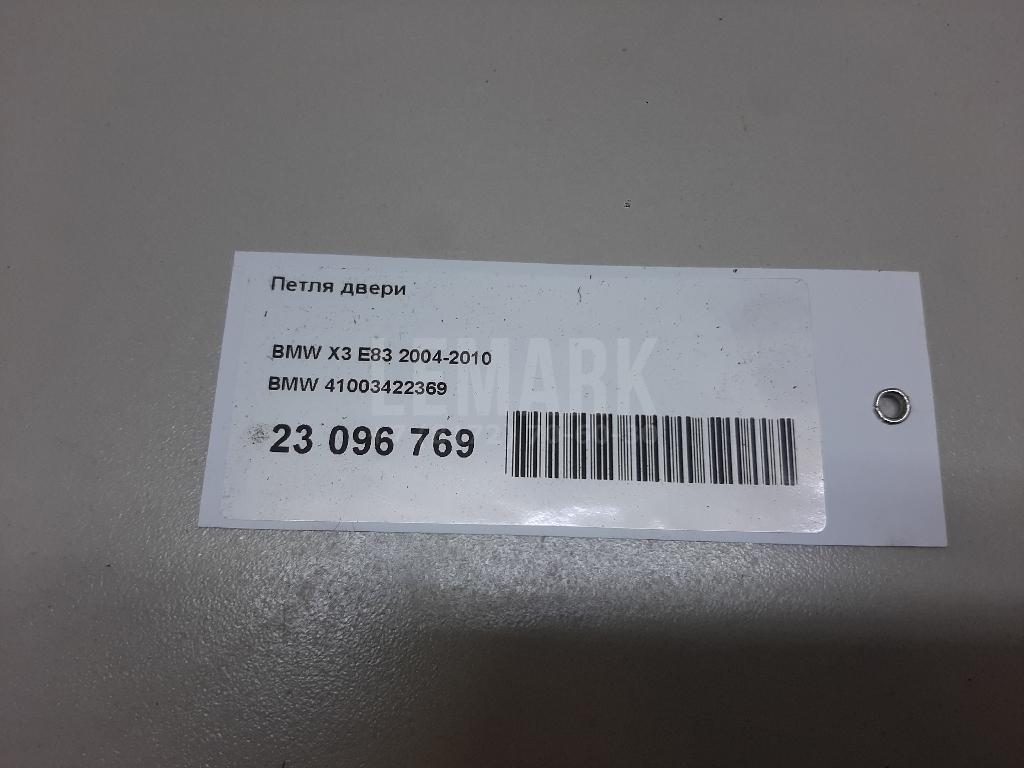 Петля двери
BMW X3 E83 2004-2010
BMW 41003422369
LEMARK
23 096 769